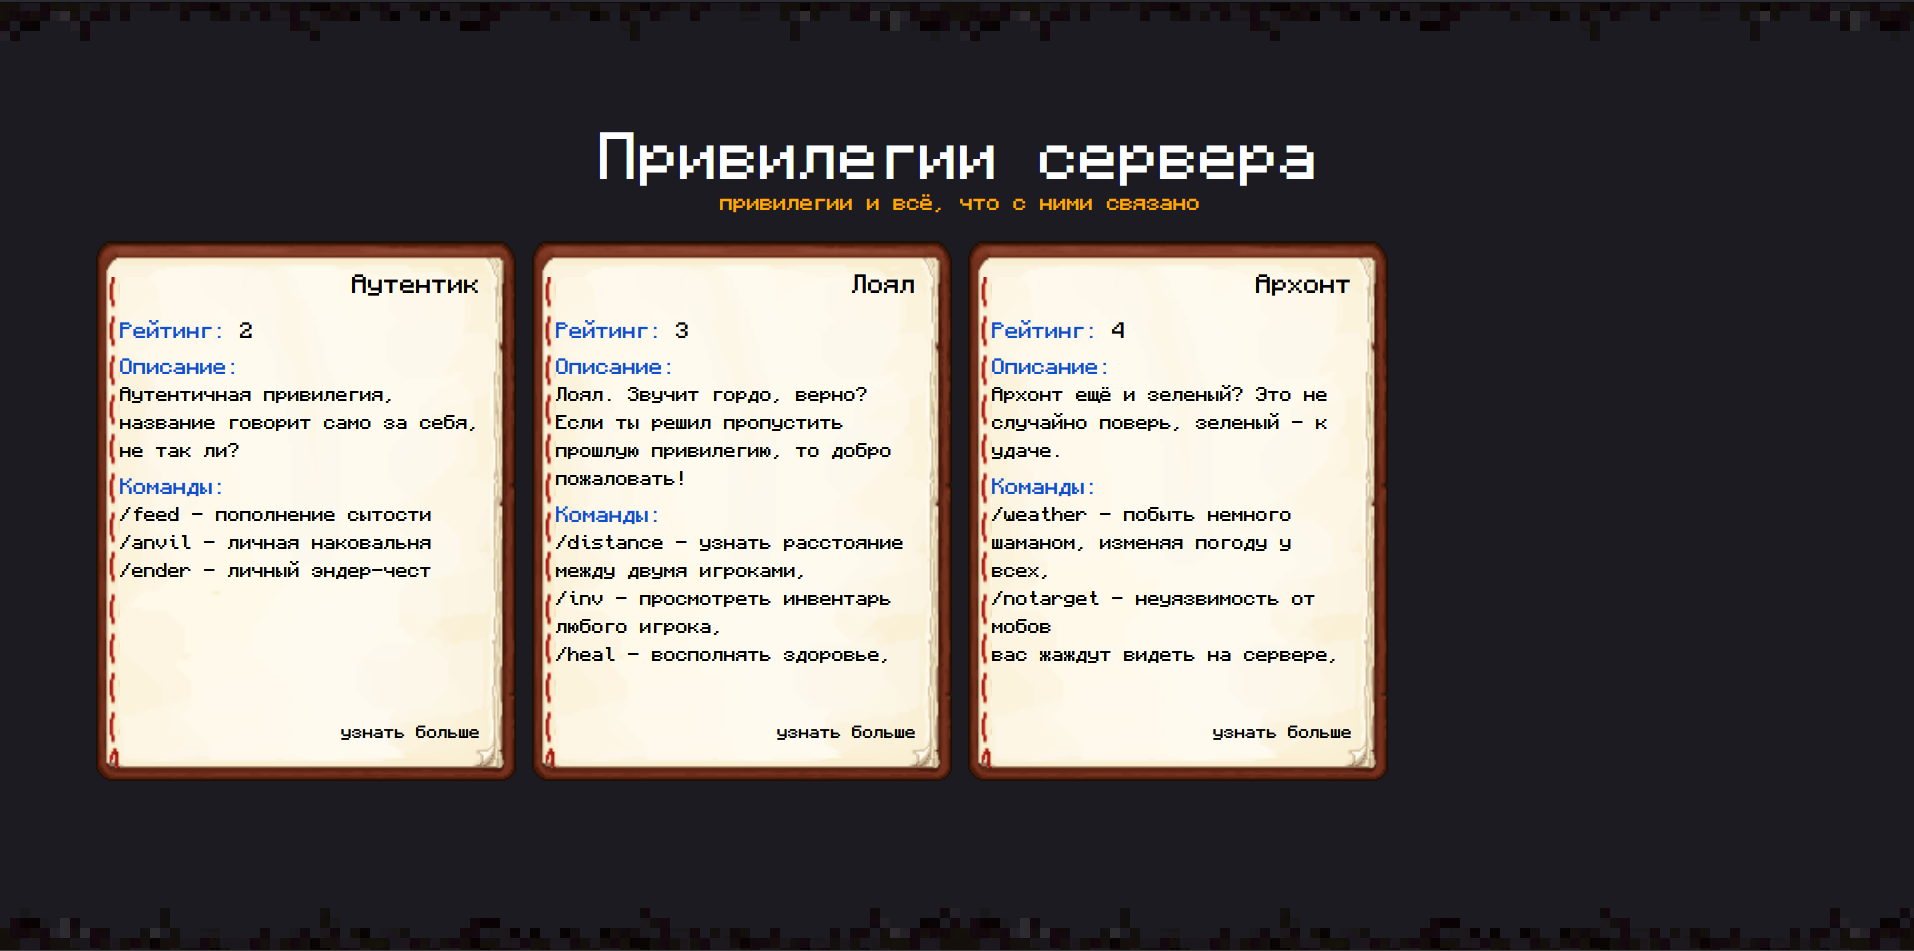 Привилегии сервера
привилегии и всё, что с ними связано
Аутентик
Рейтинг: 2
Описание:
Аутентичная привилегия,
название говорит само за себя,
не так ли?
Команды:
/feed - пополнение сытости
/anvil - личная наковальня
/ender - личный эндер-чест
узнать больше
Лоял
Рейтинг: 3
Описание:
Лоял. Звучит гордо, верно?
Если ты решил пропустить
прошлую привилегию, то добро
пожаловать!
Команды:
/distance - узнать расстояние
между двумя игроками,
/inv - просмотреть инвентарь
любого игрока,
/heal - восполнять здоровье,
узнать больше
Архонт
Рейтинг: 4
Описание:
Архонт ещё и зеленый? Это не
случайно поверь, зеленый - к
удаче.
Команды:
/weather - побыть немного
шаманом, изменяя погоду у
всех,
/notarget - неуязвимость от
мобов
вас жаждут видеть на сервере,
узнать больше